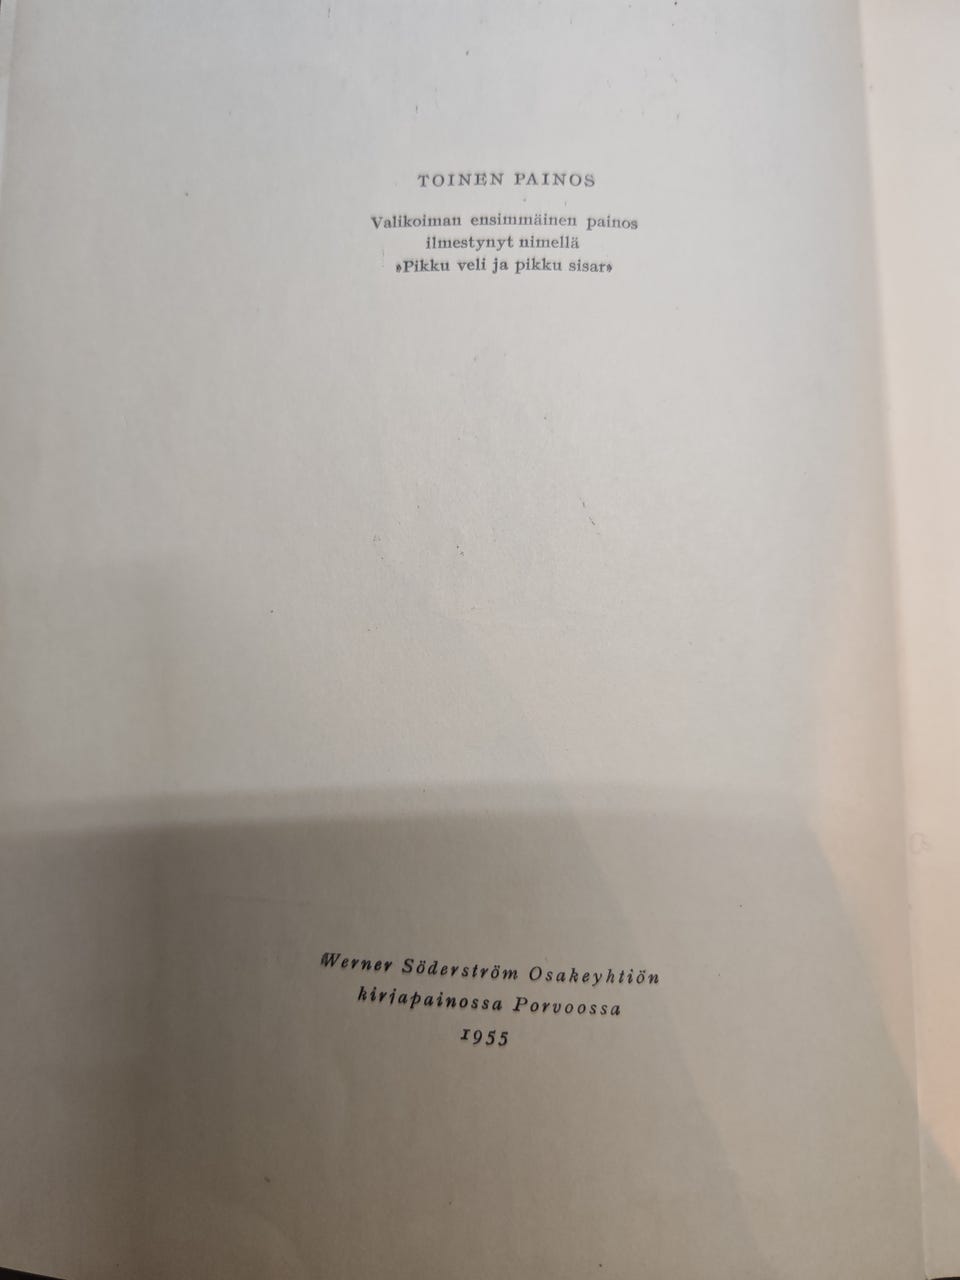 TOINEN PAINOS
Valikoiman ensimmäinen painos
ilmestynyt nimellä
»Pikku veli ja pikku sisar»
Werner Söderström Osakeyhtiön
kirjapainossa Porvoossa
1955